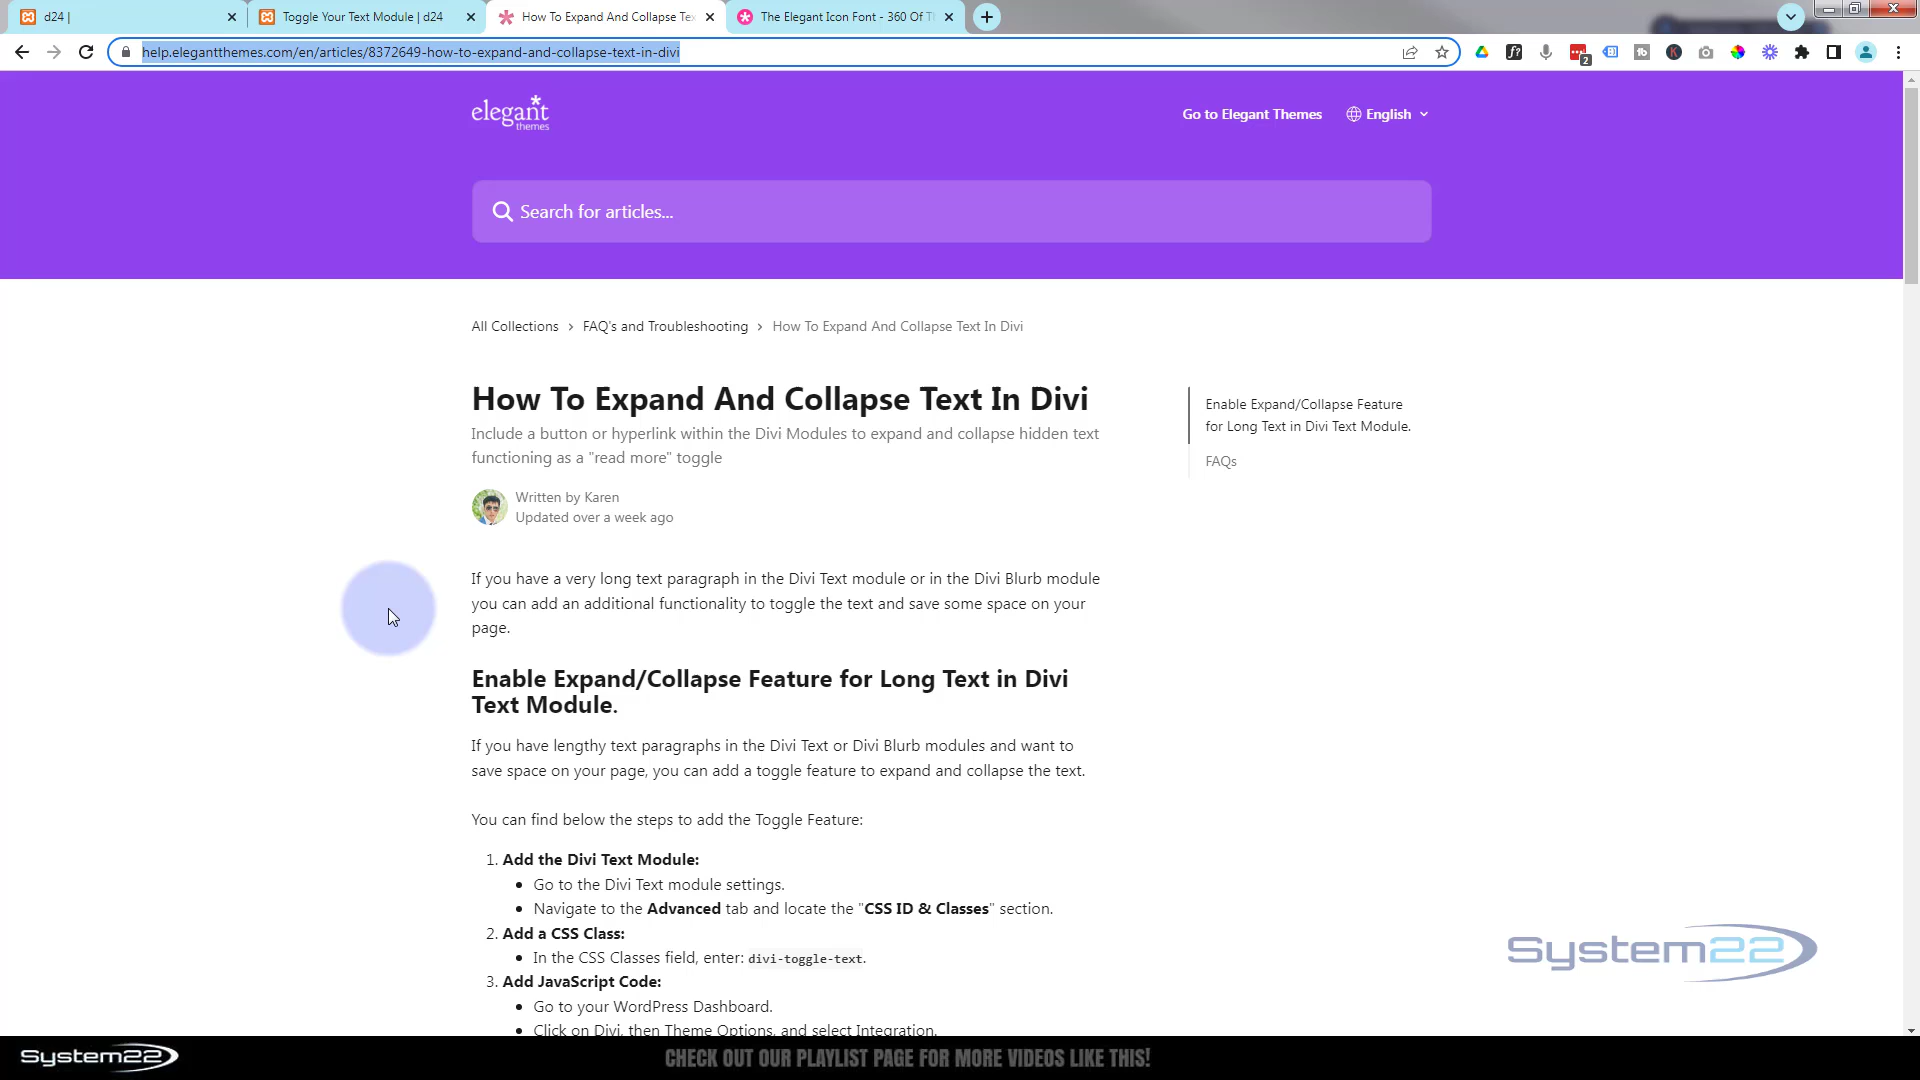 d24 |
Toggle Your Text Module | d24
How To Expand And Collapse Tex
The Elegant Icon Font - 360 Of Th
help.elegantthemes.com/en/articles/8372649-how-to-expand-and-collapse-text-in-divi
2
elegant
themes
Go to Elegant Themes
English
Search for articles...
All Collections
FAQ's and Troubleshooting
How To Expand And Collapse Text In Divi
How To Expand And Collapse Text In Divi
Include a button or hyperlink within the Divi Modules to expand and collapse hidden text
functioning as a "read more" toggle
Written by Karen
Updated over a week ago
Enable Expand/Collapse Feature
for Long Text in Divi Text Module.
FAQs
If you have a very long text paragraph in the Divi Text module or in the Divi Blurb module
you can add an additional functionality to toggle the text and save some space on your
page.
Enable Expand/Collapse Feature for Long Text in Divi
Text Module.
If you have lengthy text paragraphs in the Divi Text or Divi Blurb modules and want to
save space on your page, you can add a toggle feature to expand and collapse the text.
You can find below the steps to add the Toggle Feature:
1. Add the Divi Text Module:
• Go to the Divi Text module settings.
• Navigate to the Advanced tab and locate the "CSS ID & Classes" section.
2. Add a CSS Class:
• In the CSS Classes field, enter: divi-toggle-text.
3. Add JavaScript Code:
• Go to your WordPress Dashboard.
• Click on Divi, then Theme Options, and select Integration.
System22
System22
CHECK OUT OUR PLAYLIST PAGE FOR MORE VIDEOS LIKE THIS!